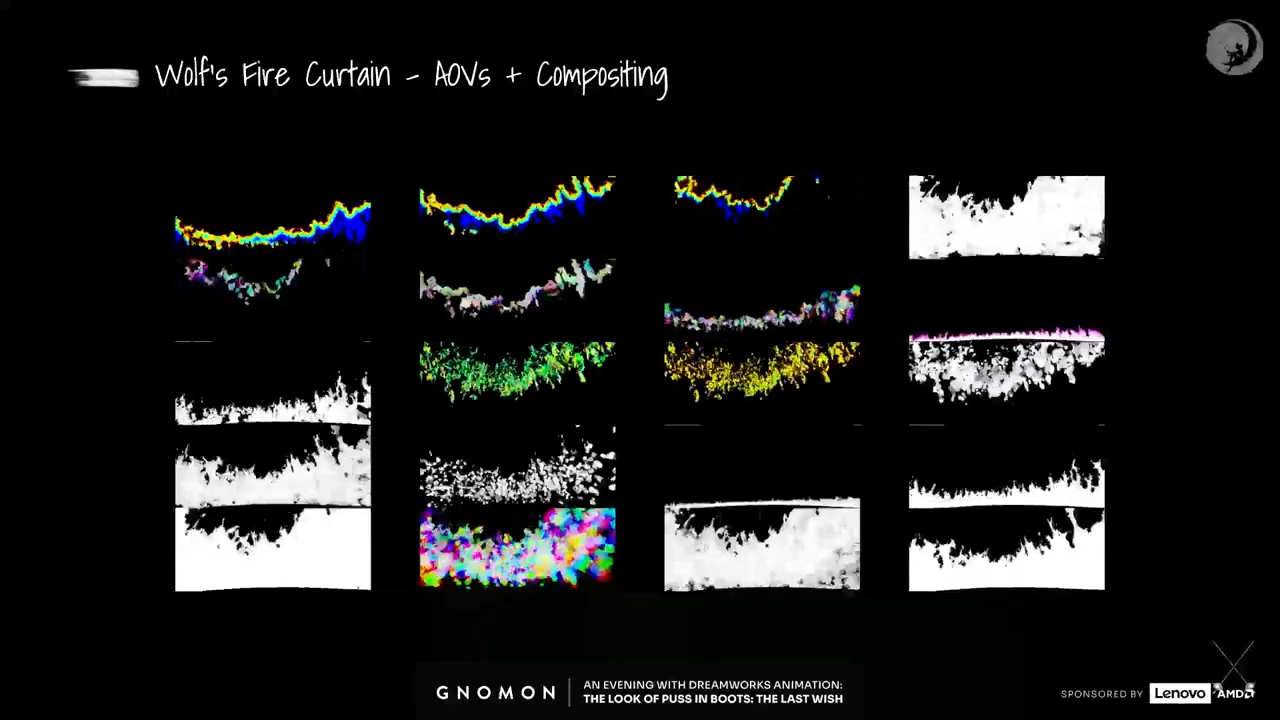 Wolf's Fire Curtain - AOVs + Compositing
GNOMON
AN EVENING WITH DREAMWORKS ANIMATION:
THE LOOK OF PUSS IN BOOTS: THE LAST WISH
SPONSORED BY Lenovo AMD